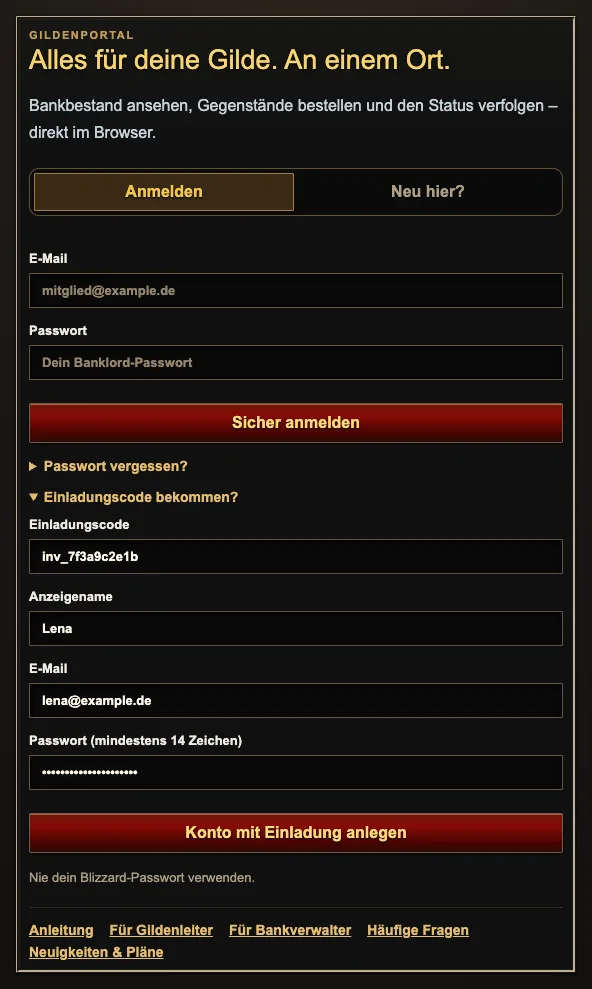 GILDENPORTAL
Alles für deine Gilde. An einem Ort.
Bankbestand ansehen, Gegenstände bestellen und den Status verfolgen –
direkt im Browser.
Anmelden
Neu hier?
E-Mail
mitglied@example.de
Passwort
Dein Banklord-Passwort
Sicher anmelden
Passwort vergessen?
Einladungscode bekommen?
Einladungscode
inv_7f3a9c2e1b
Anzeigename
Lena
E-Mail
lena@example.de
Passwort (mindestens 14 Zeichen)
Konto mit Einladung anlegen
Nie dein Blizzard-Passwort verwenden.
Anleitung Für Gildenleiter Für Bankverwalter Häufige Fragen
Neuigkeiten & Pläne